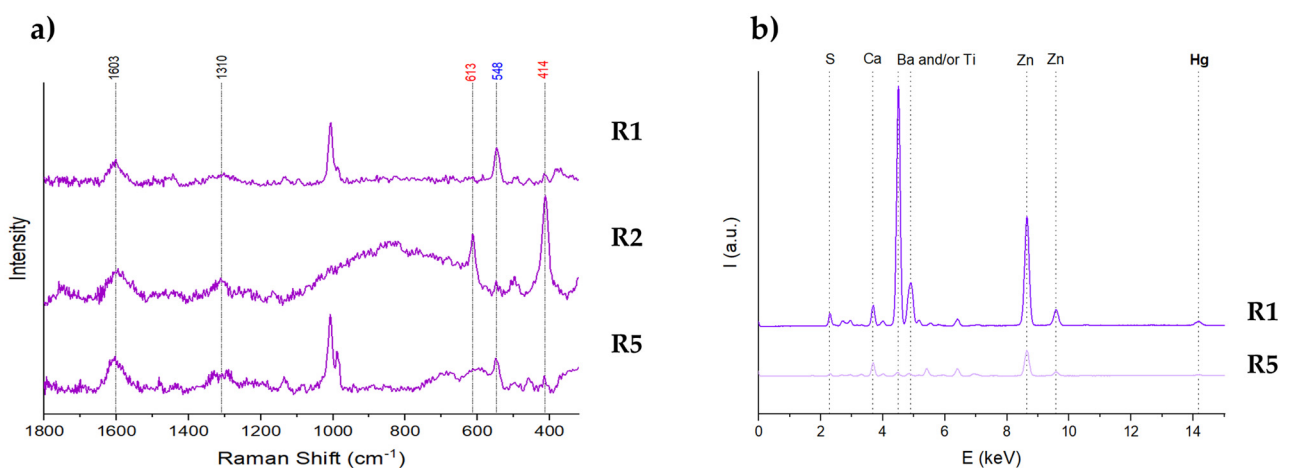 a)
1603
1310
613
548
414
R1
R2
R5
Intensity
1800
1600
1400
1200
1000
800
600
400
Raman Shift (cm⁻¹)
b)
S
Ca
Ba and/or Ti
Zn
Zn
Hg
R1
R5
I (a.u.)
0
2
4
6
8
10
12
14
E (keV)